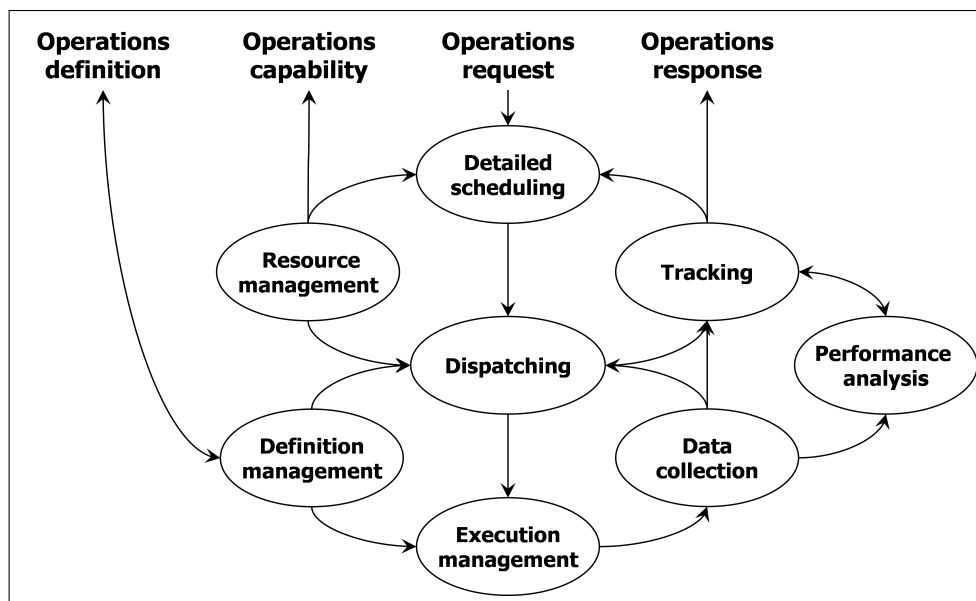 Operations
definition
Operations
capability
Operations
request
Operations
response
Detailed
scheduling
Resource
management
Tracking
Dispatching
Performance
analysis
Definition
management
Data
collection
Execution
management